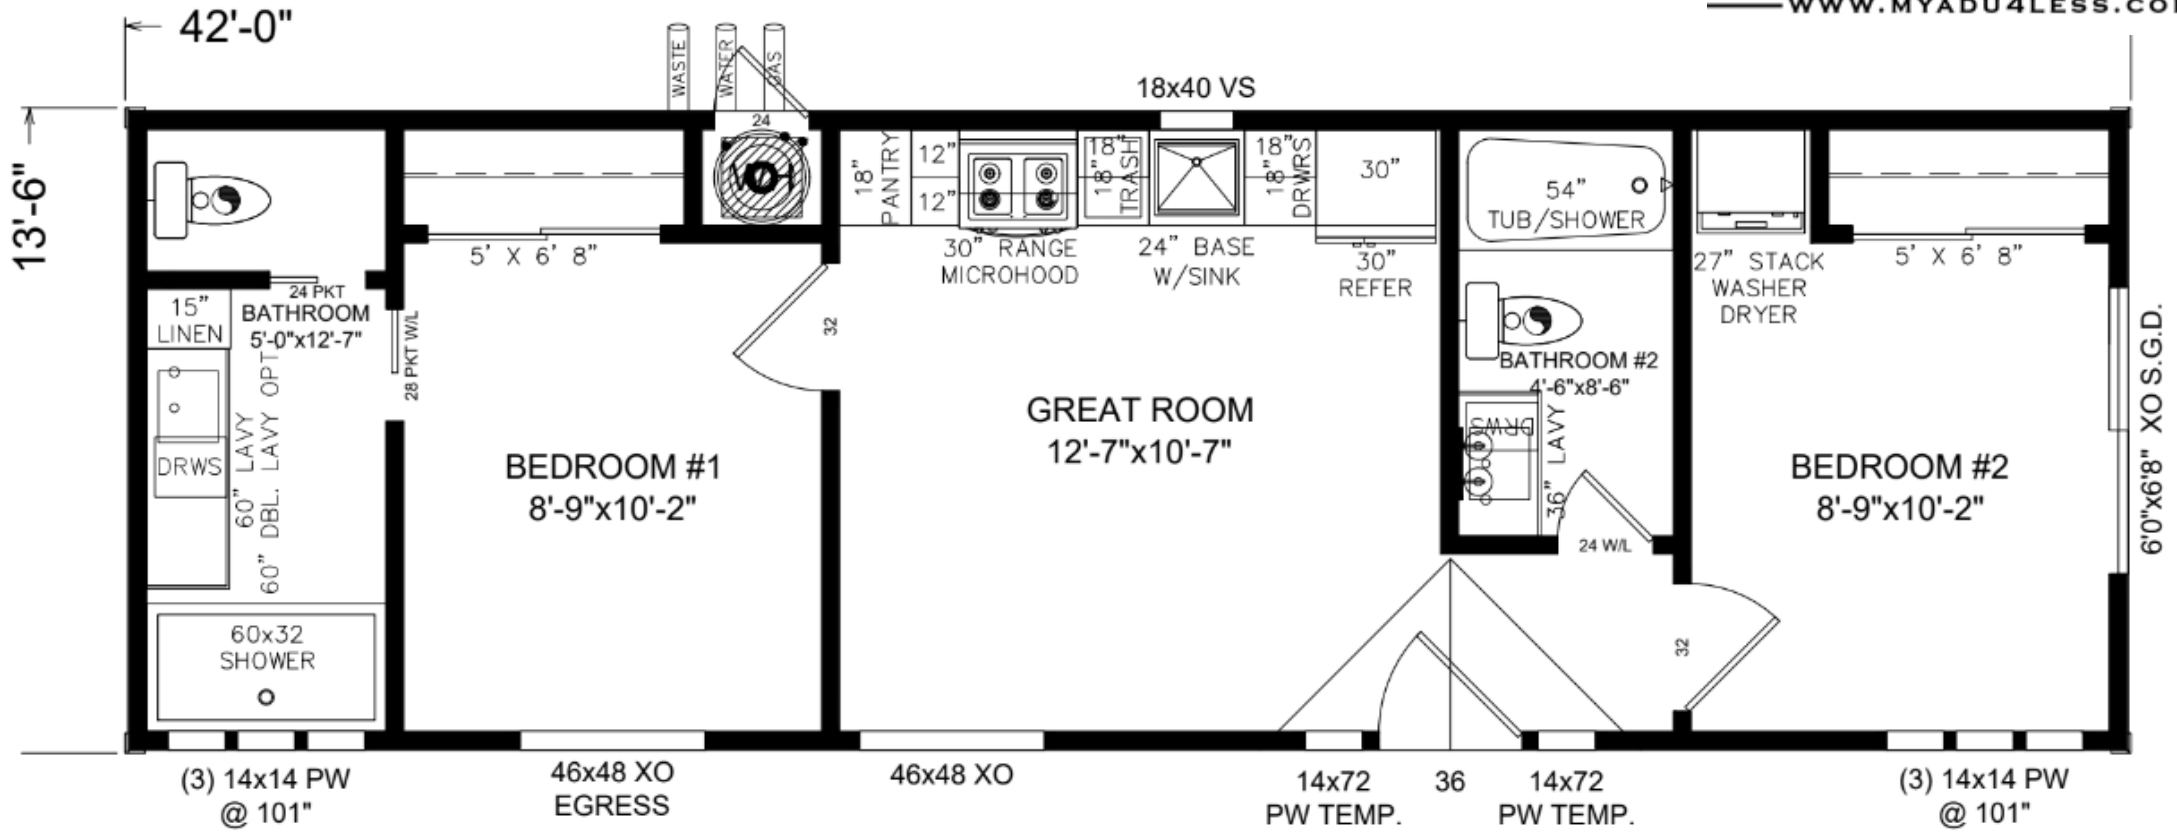 WWW.MYADU4LESS.CO
42'-0"
13'-6"
WASTE
WATER
GAS
18x40 VS
24
W/H
18" PANTRY
12"
12"
18"
18" TRASH
18"
18" DRWRS
30"
54"
TUB/SHOWER
5' X 6' 8"
30" RANGE
MICROHOOD
24" BASE
W/SINK
30"
REFER
27" STACK
WASHER
DRYER
5' X 6' 8"
24 PKT
BATHROOM
5'-0"x12'-7"
15"
LINEN
28 PKT W/L
32
DRWS
60" LAVY
60" DBL. LAVY OPT
BEDROOM #1
8'-9"x10'-2"
GREAT ROOM
12'-7"x10'-7"
BATHROOM #2
4'-6"x8'-6"
DRWS
36" LAVY
24 W/L
BEDROOM #2
8'-9"x10'-2"
6'0"x6'8" XO S.G.D.
32
60x32
SHOWER
(3) 14x14 PW
@ 101"
46x48 XO
EGRESS
46x48 XO
14x72
PW TEMP.
36
14x72
PW TEMP.
(3) 14x14 PW
@ 101"